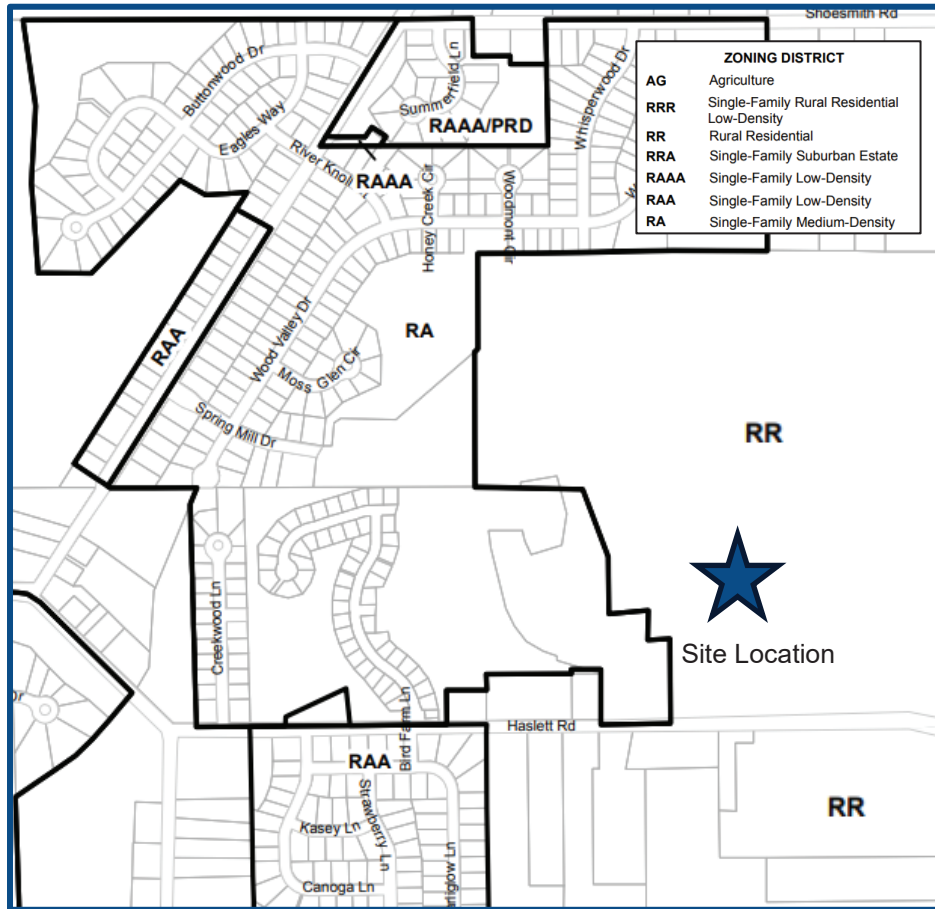 Shoesmith Rd
ZONING DISTRICT
AG Agriculture
RRR Single-Family Rural Residential
Low-Density
RR Rural Residential
RRA Single-Family Suburban Estate
RAAA Single-Family Low-Density
RAA Single-Family Low-Density
RA Single-Family Medium-Density
Buttonwood Dr
Eagles Way
Summerfield Ln
RAAA/PRD
Whisperwood Dr
River Knoll
RAAA
Honey Creek Cir
Woodmont Cir
RAA
Wood Valley Dr
RA
Moss Glen Cir
Spring Mill Dr
RR
Creekwood Ln
Site Location
Bird Farm Ln
Haslett Rd
RAA
Strawberry Ln
Kasey Ln
Canoga Ln
RR
Dr